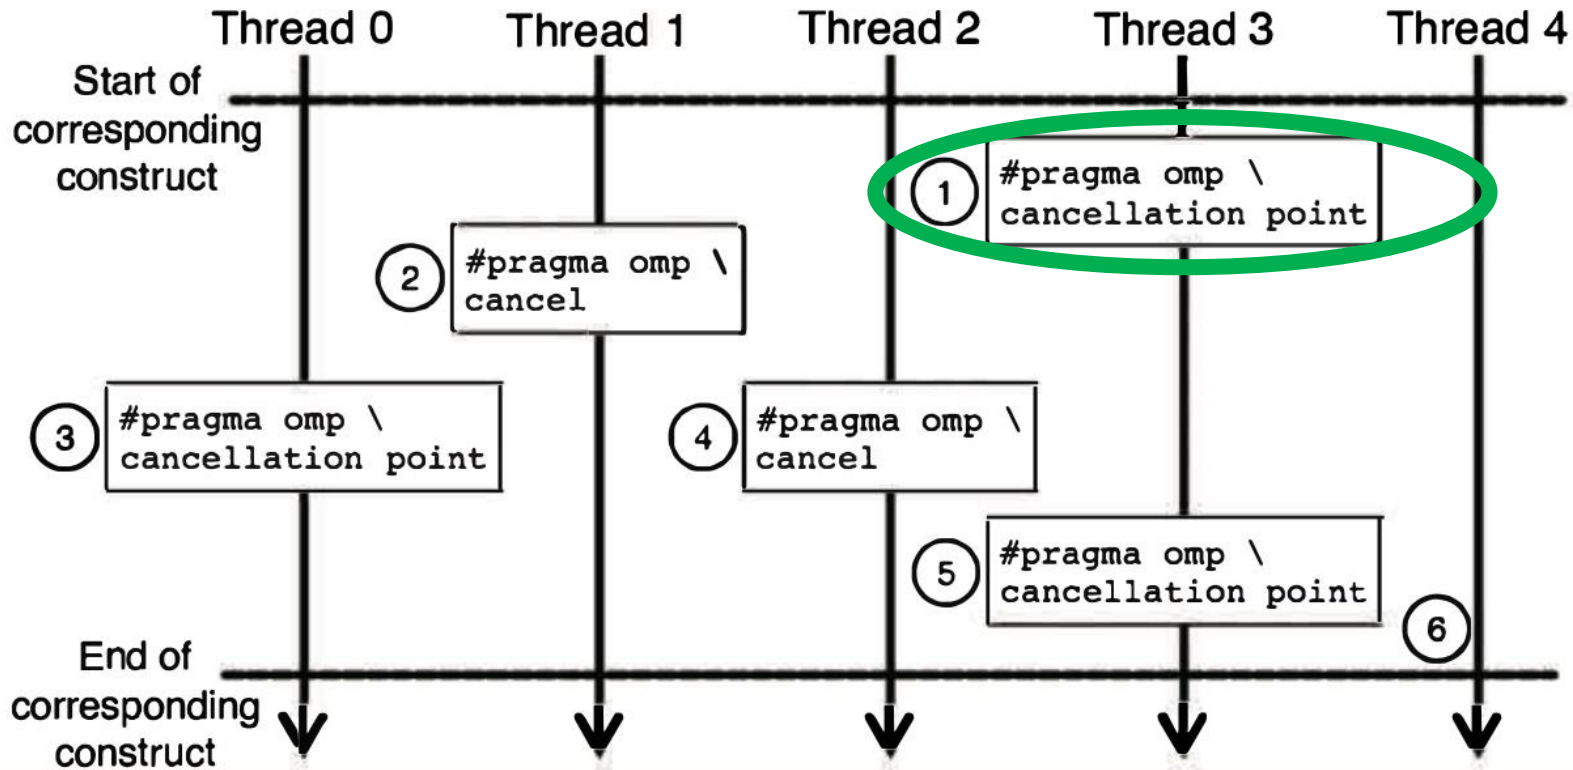 Thread 0
Thread 1
Thread 2
Thread 3
Thread 4
Start of
corresponding
construct
1
#pragma omp \
cancellation point
2
#pragma omp \
cancel
3
#pragma omp \
cancellation point
4
#pragma omp \
cancel
5
#pragma omp \
cancellation point
6
End of
corresponding
construct